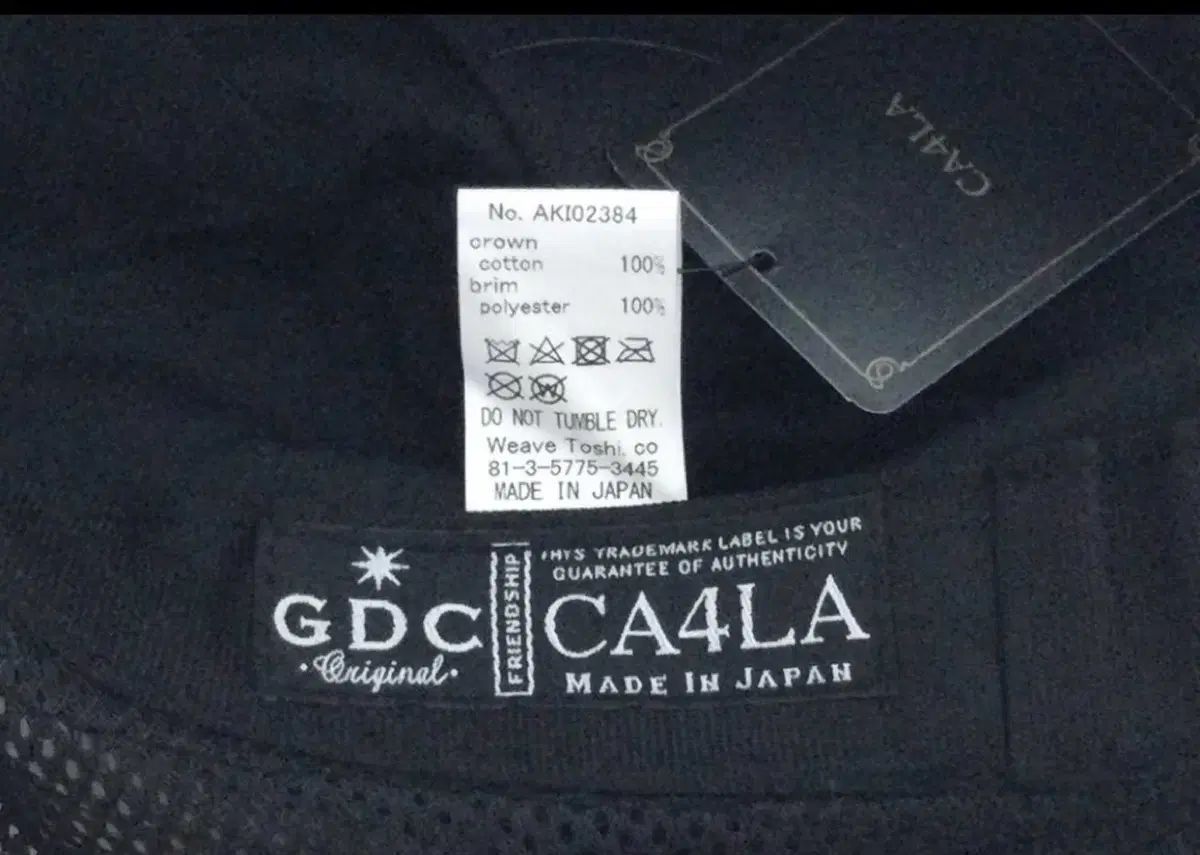 CA4LA
No. AKI02384
crown
cotton 100%
brim
polyester 100%
W
DO NOT TUMBLE DRY.
Weave Toshi. co
81-3-5775-3445
MADE IN JAPAN
GDC
·Original·
FRIENDSHIP
THYS TRADEMARK LABEL IS YOUR
GUARANTEE OF AUTHENTICITY
CA4LA
MADE IN JAPAN